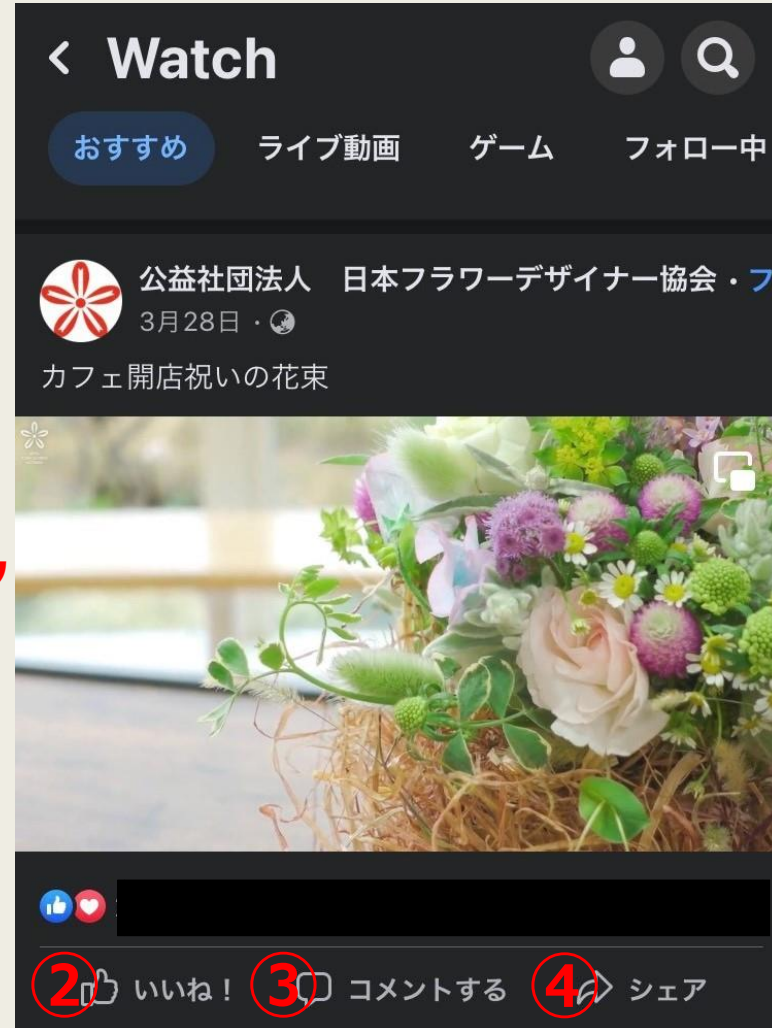 Watch
おすすめ ライブ動画 ゲーム フォロー中
公益社団法人　日本フラワーデザイナー協会・フ
3月28日・
カフェ開店祝いの花束
② いいね！ ③ コメントする ④ シェア